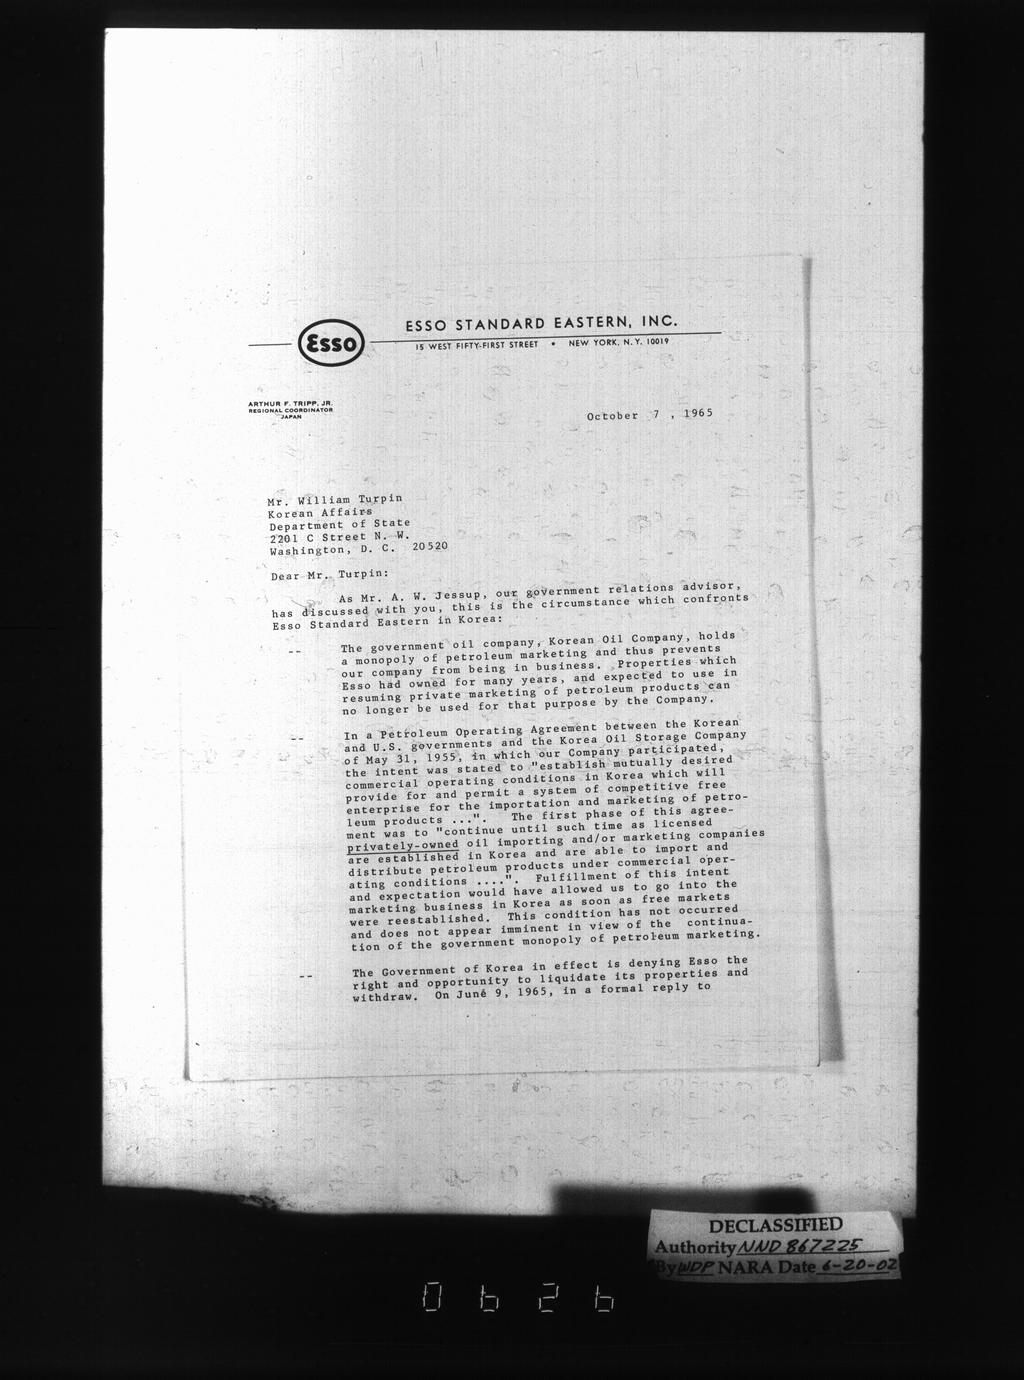 Esso
ESSO STANDARD EASTERN, INC.
15 WEST FIFTY-FIRST STREET • NEW YORK, N.Y. 10019
ARTHUR F. TRIPP, JR.
REGIONAL COORDINATOR
JAPAN
October 7 , 1965
Mr. William Turpin
Korean Affairs
Department of State
2201 C Street N. W.
Washington, D. C. 20520
Dear Mr. Turpin:
As Mr. A. W. Jessup, our government relations advisor,
has discussed with you, this is the circumstance which confronts
Esso Standard Eastern in Korea:
-- The government oil company, Korean Oil Company, holds
a monopoly of petroleum marketing and thus prevents
our company from being in business. Properties which
Esso had owned for many years, and expected to use in
resuming private marketing of petroleum products can
no longer be used for that purpose by the Company.
-- In a Petroleum Operating Agreement between the Korean
and U.S. governments and the Korea Oil Storage Company
of May 31, 1955, in which our Company participated,
the intent was stated to "establish mutually desired
commercial operating conditions in Korea which will
provide for and permit a system of competitive free
enterprise for the importation and marketing of petro-
leum products ...". The first phase of this agree-
ment was to "continue until such time as licensed
privately-owned oil importing and/or marketing companies
are established in Korea and are able to import and
distribute petroleum products under commercial oper-
ating conditions ....". Fulfillment of this intent
and expectation would have allowed us to go into the
marketing business in Korea as soon as free markets
were reestablished. This condition has not occurred
and does not appear imminent in view of the continua-
tion of the government monopoly of petroleum marketing.
-- The Government of Korea in effect is denying Esso the
right and opportunity to liquidate its properties and
withdraw. On June 9, 1965, in a formal reply to
DECLASSIFIED
Authority NND 867225
By WDP NARA Date 6-20-02
0626